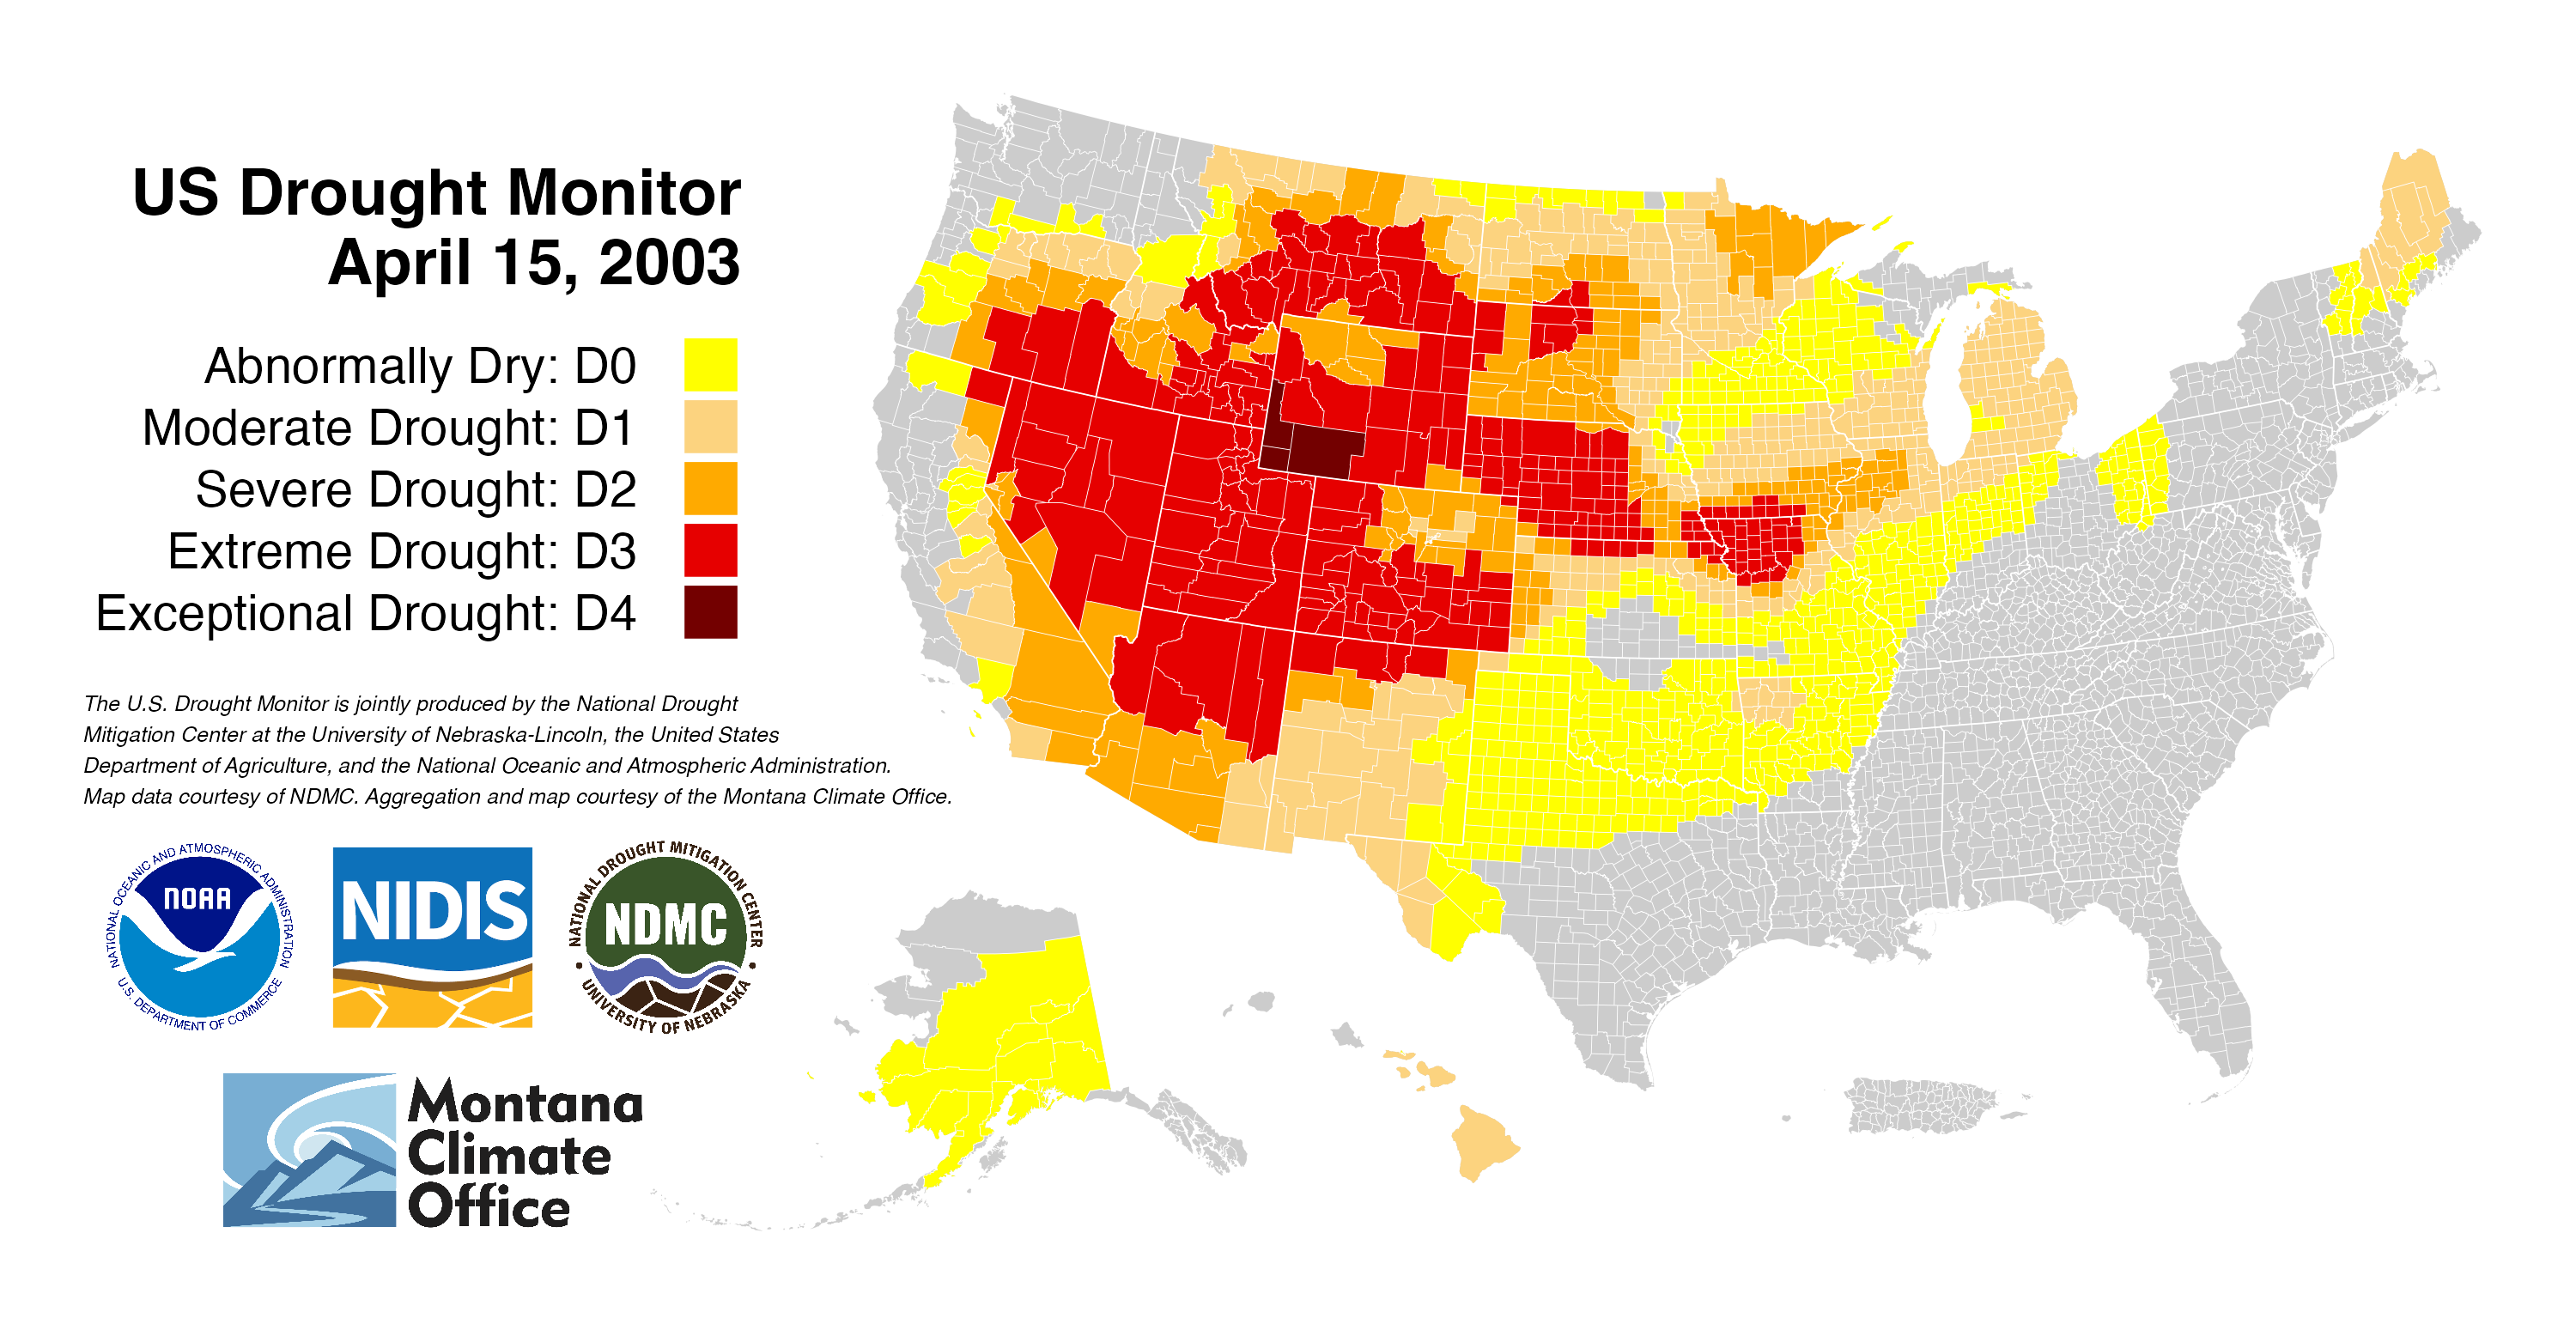 US Drought Monitor
April 15, 2003
Abnormally Dry: D0
Moderate Drought: D1
Severe Drought: D2
Extreme Drought: D3
Exceptional Drought: D4
The U.S. Drought Monitor is jointly produced by the National Drought
Mitigation Center at the University of Nebraska-Lincoln, the United States
Department of Agriculture, and the National Oceanic and Atmospheric Administration.
Map data courtesy of NDMC. Aggregation and map courtesy of the Montana Climate Office.
NATIONAL OCEANIC AND ATMOSPHERIC ADMINISTRATION
NOAA
U.S. DEPARTMENT OF COMMERCE
NIDIS
NATIONAL DROUGHT MITIGATION CENTER
NDMC
UNIVERSITY OF NEBRASKA
Montana
Climate
Office